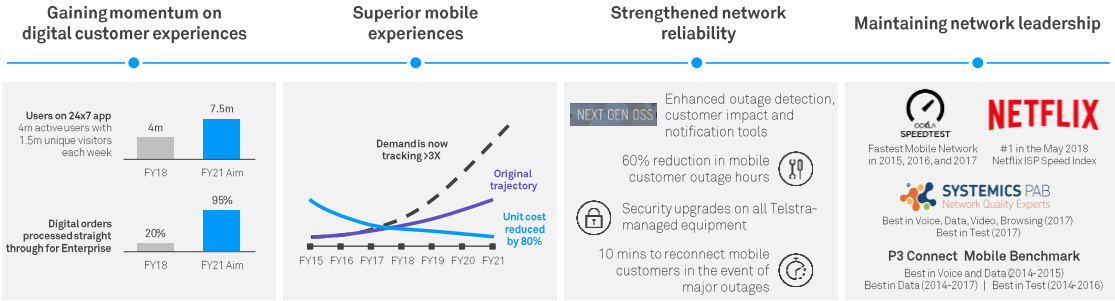 Gaining momentum on
digital customer experiences
Superior mobile
experiences
Strengthened network
reliability
Maintaining network leadership
Users on 24x7 app
4m active users with
1.5m unique visitors
each week
4m
7.5m
FY18
FY21 Aim
Digital orders
processed straight
through for Enterprise
20%
95%
FY18
FY21 Aim
Demand is now
tracking >3X
Original
trajectory
Unit cost
reduced
by 80%
FY15
FY16
FY17
FY18
FY19
FY20
FY21
NEXT GEN OSS
Enhanced outage detection,
customer impact and
notification tools
60% reduction in mobile
customer outage hours
Security upgrades on all Telstra-
managed equipment
10 mins to reconnect mobile
customers in the event of
major outages
OOKLA
SPEEDTEST
Fastest Mobile Network
in 2015, 2016, and 2017
NETFLIX
#1 in the May 2018
Netflix ISP Speed Index
SYSTEMICS PAB
Network Quality Experts
Best in Voice, Data, Video, Browsing (2017)
Best in Test (2017)
P3 Connect Mobile Benchmark
Best in Voice and Data (2014-2015)
Best in Data (2014-2017) | Best in Test (2014-2016)